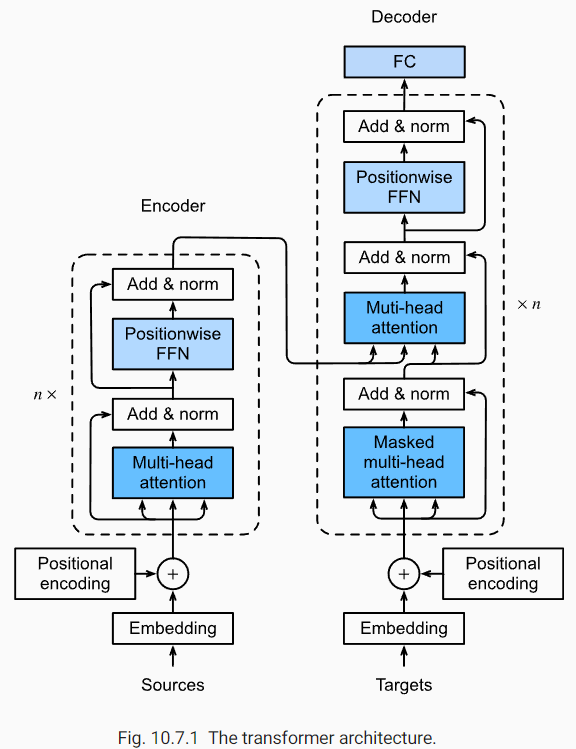 Decoder
FC
Add & norm
Positionwise
FFN
Add & norm
Muti-head
attention
× n
Add & norm
Masked
multi-head
attention
Positional
encoding
+
Embedding
Targets
Encoder
Add & norm
Positionwise
FFN
n ×
Add & norm
Multi-head
attention
Positional
encoding
+
Embedding
Sources
Fig. 10.7.1 The transformer architecture.